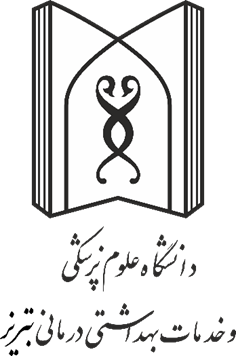 دانشگاه علوم پزشکی
و خدمات بهداشتی درمانی تبریز